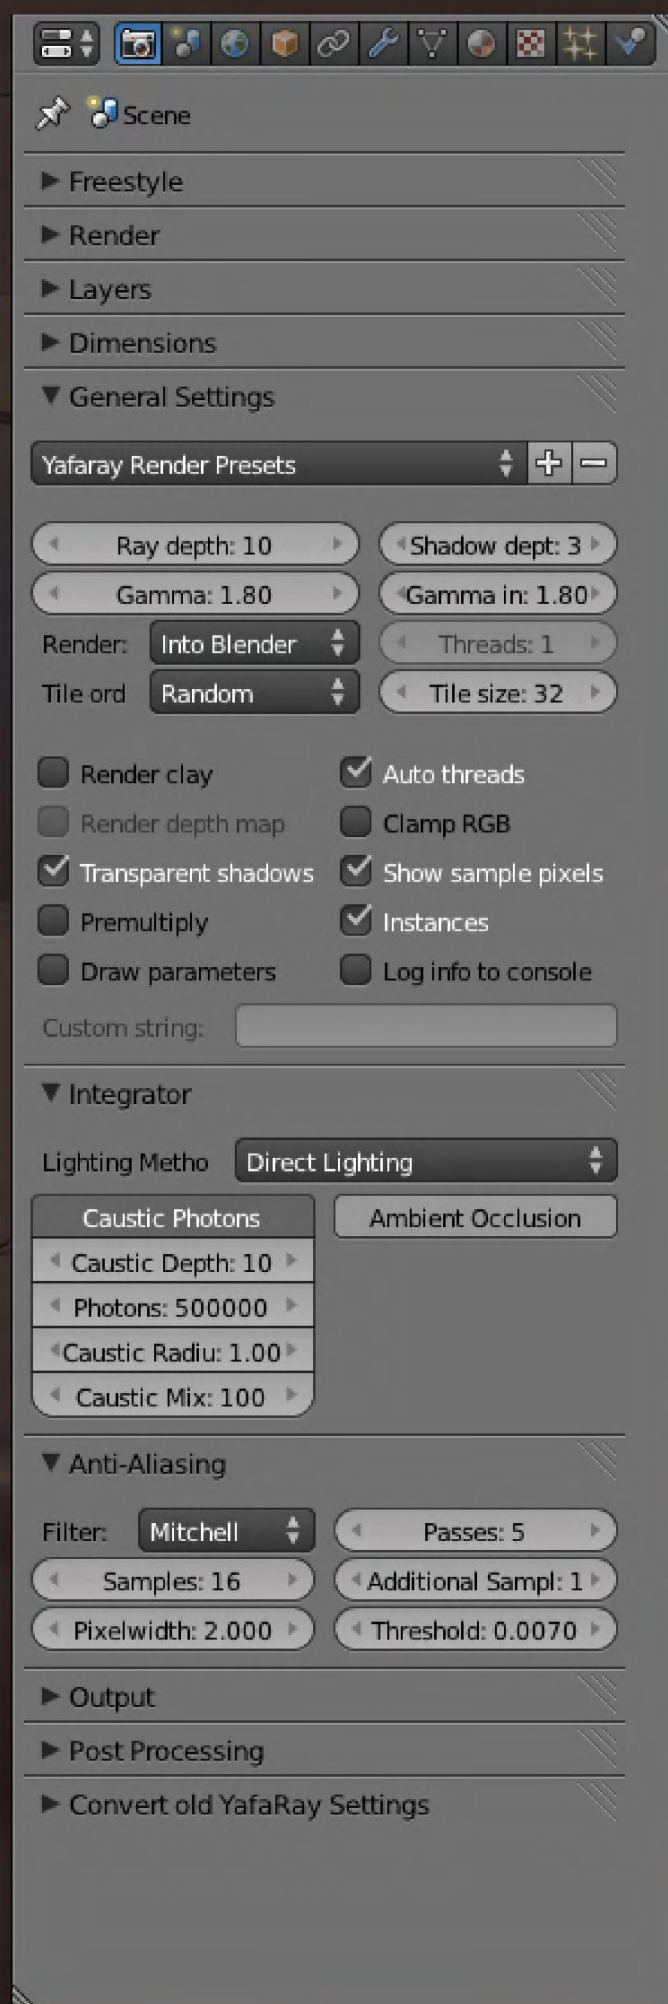 Scene
Freestyle
Render
Layers
Dimensions
General Settings
Yafaray Render Presets
Ray depth: 10 Shadow dept: 3
Gamma: 1.80 Gamma in: 1.80
Render: Into Blender Threads: 1
Tile ord Random Tile size: 32
Render clay Auto threads
Render depth map Clamp RGB
Transparent shadows Show sample pixels
Premultiply Instances
Draw parameters Log info to console
Custom string:
Integrator
Lighting Metho Direct Lighting
Caustic Photons Ambient Occlusion
Caustic Depth: 10
Photons: 500000
Caustic Radiu: 1.00
Caustic Mix: 100
Anti-Aliasing
Filter: Mitchell Passes: 5
Samples: 16 Additional Sampl: 1
Pixelwidth: 2.000 Threshold: 0.0070
Output
Post Processing
Convert old YafaRay Settings